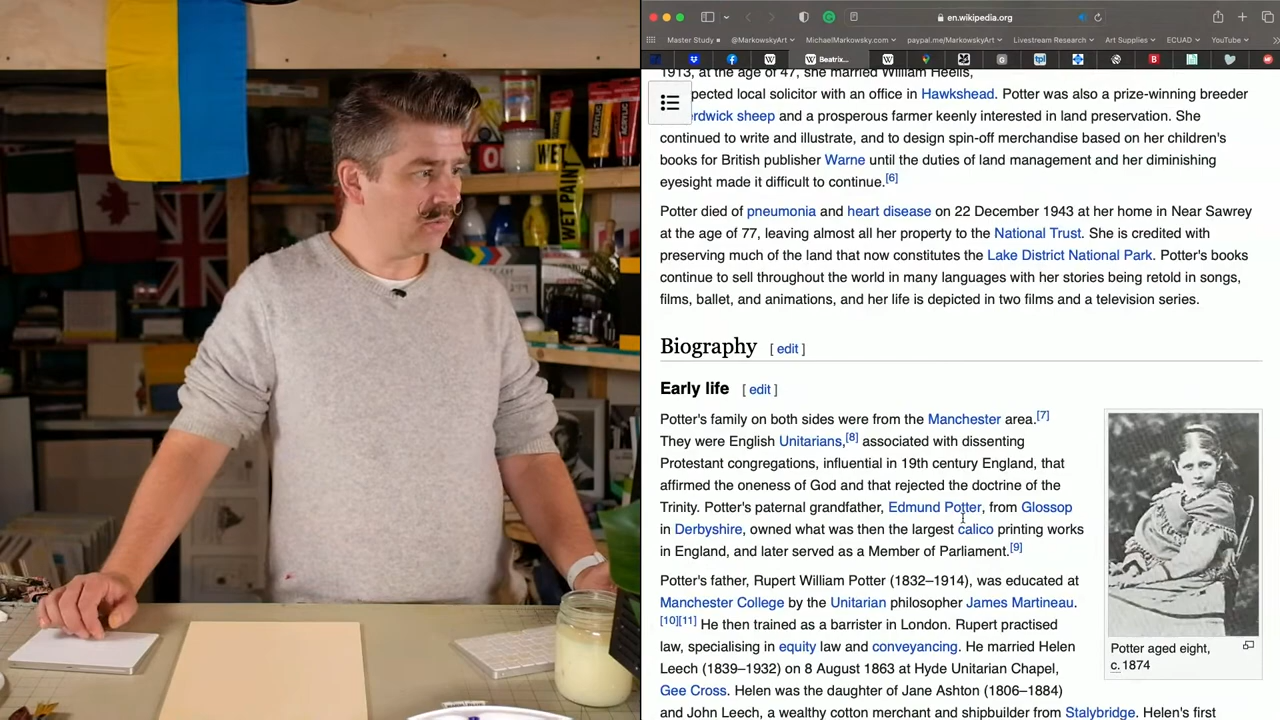 en.wikipedia.org
Master Study
@MarkowskyArt
MichaelMarkowsky.com
paypal.me/MarkowskyArt
Livestream Research
Art Supplies
ECUAD
YouTube
Beatrix...
1913, at the age of 47, she married William Heelis,
pected local solicitor with an office in Hawkshead. Potter was also a prize-winning breeder
rdwick sheep and a prosperous farmer keenly interested in land preservation. She
continued to write and illustrate, and to design spin-off merchandise based on her children's
books for British publisher Warne until the duties of land management and her diminishing
eyesight made it difficult to continue.[6]
Potter died of pneumonia and heart disease on 22 December 1943 at her home in Near Sawrey
at the age of 77, leaving almost all her property to the National Trust. She is credited with
preserving much of the land that now constitutes the Lake District National Park. Potter's books
continue to sell throughout the world in many languages with her stories being retold in songs,
films, ballet, and animations, and her life is depicted in two films and a television series.
Biography [ edit ]
Early life [ edit ]
Potter's family on both sides were from the Manchester area.[7]
They were English Unitarians,[8] associated with dissenting
Protestant congregations, influential in 19th century England, that
affirmed the oneness of God and that rejected the doctrine of the
Trinity. Potter's paternal grandfather, Edmund Potter, from Glossop
in Derbyshire, owned what was then the largest calico printing works
in England, and later served as a Member of Parliament.[9]
Potter's father, Rupert William Potter (1832–1914), was educated at
Manchester College by the Unitarian philosopher James Martineau.
[10][11] He then trained as a barrister in London. Rupert practised
law, specialising in equity law and conveyancing. He married Helen
Leech (1839–1932) on 8 August 1863 at Hyde Unitarian Chapel,
Gee Cross. Helen was the daughter of Jane Ashton (1806–1884)
and John Leech, a wealthy cotton merchant and shipbuilder from Stalybridge. Helen's first
Potter aged eight,
c. 1874
WET
WET PAINT
ACRYLIC
ACRYLIC